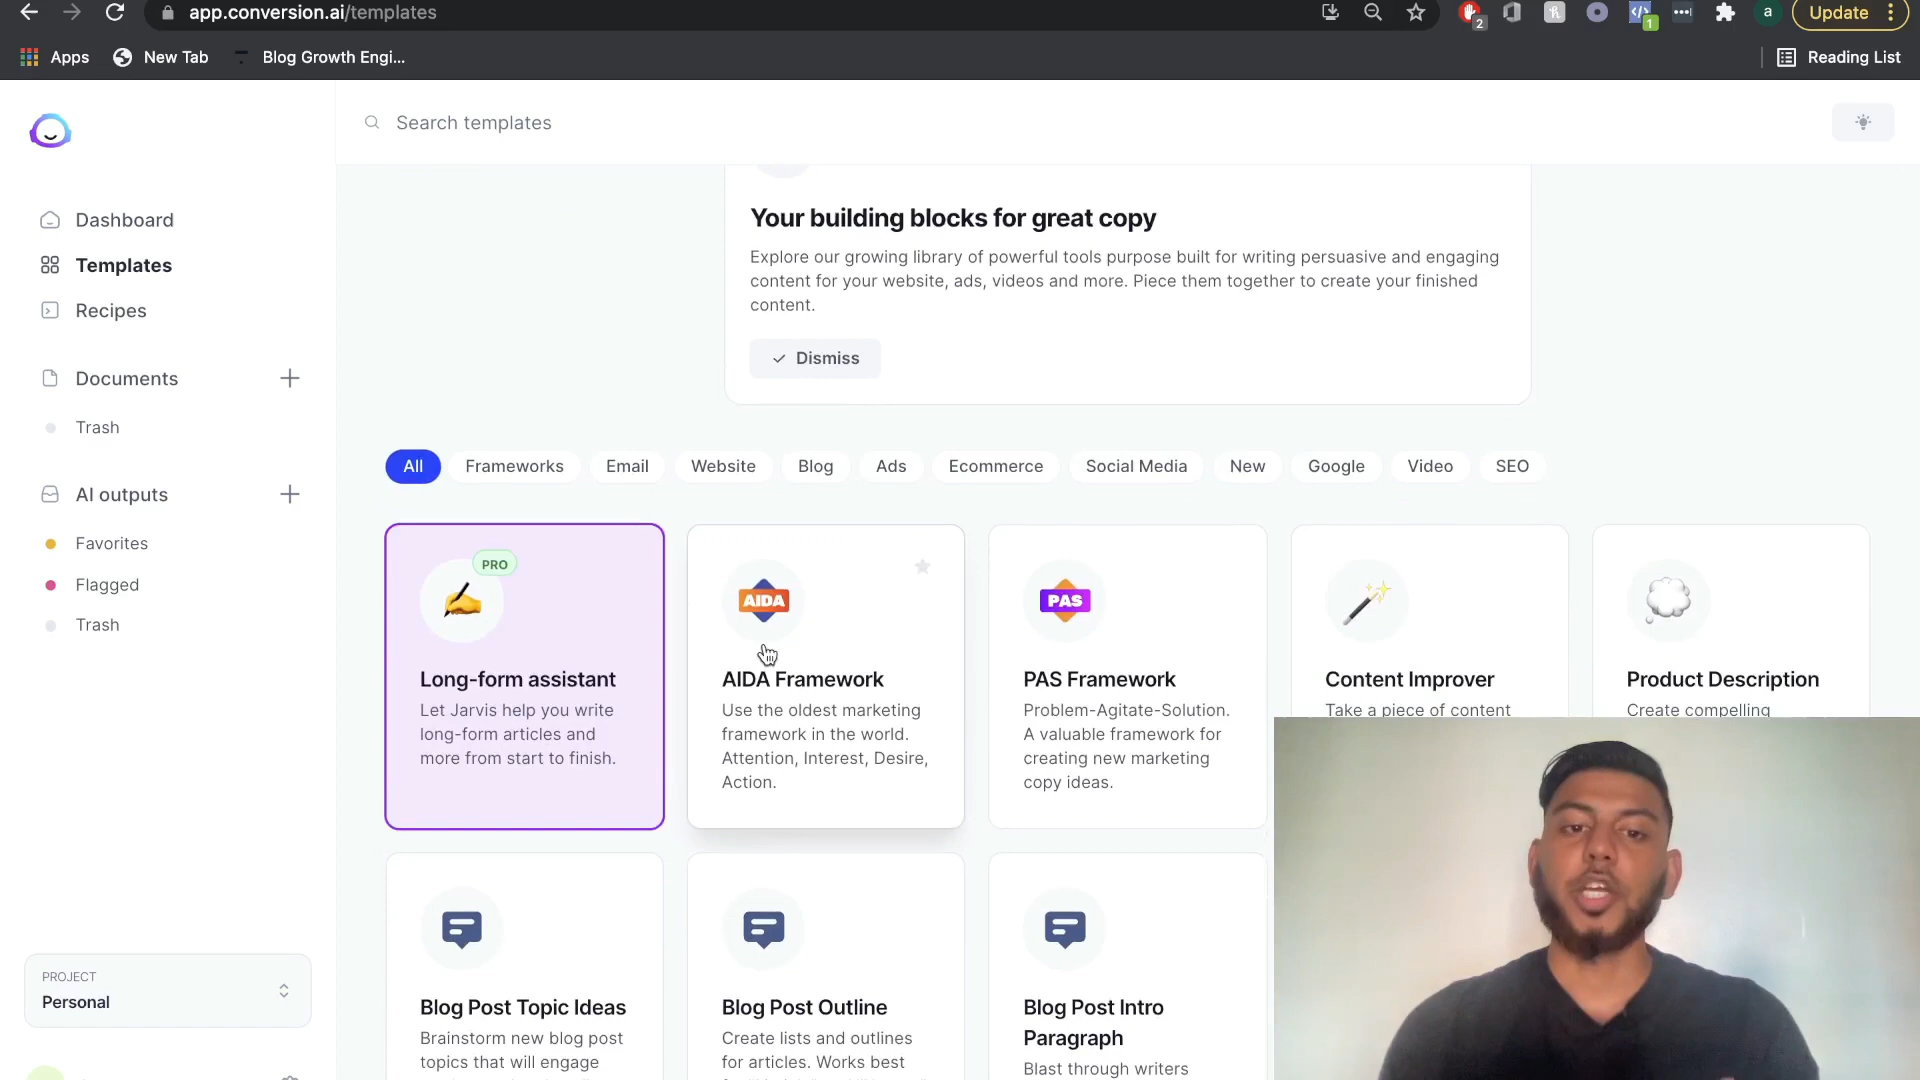 app.conversion.ai/templates
2
1
a
Update
Apps
New Tab
Blog Growth Engi...
Reading List
Search templates
Dashboard
Templates
Recipes
Documents
Trash
AI outputs
Favorites
Flagged
Trash
PROJECT
Personal
Your building blocks for great copy
Explore our growing library of powerful tools purpose built for writing persuasive and engaging
content for your website, ads, videos and more. Piece them together to create your finished
content.
Dismiss
All Frameworks Email Website Blog Ads Ecommerce Social Media New Google Video SEO
PRO
Long-form assistant
Let Jarvis help you write
long-form articles and
more from start to finish.
AIDA
AIDA Framework
Use the oldest marketing
framework in the world.
Attention, Interest, Desire,
Action.
PAS
PAS Framework
Problem-Agitate-Solution.
A valuable framework for
creating new marketing
copy ideas.
Content Improver
Take a piece of content
Product Description
Create compelling
Blog Post Topic Ideas
Brainstorm new blog post
topics that will engage
Blog Post Outline
Create lists and outlines
for articles. Works best
Blog Post Intro
Paragraph
Blast through writers